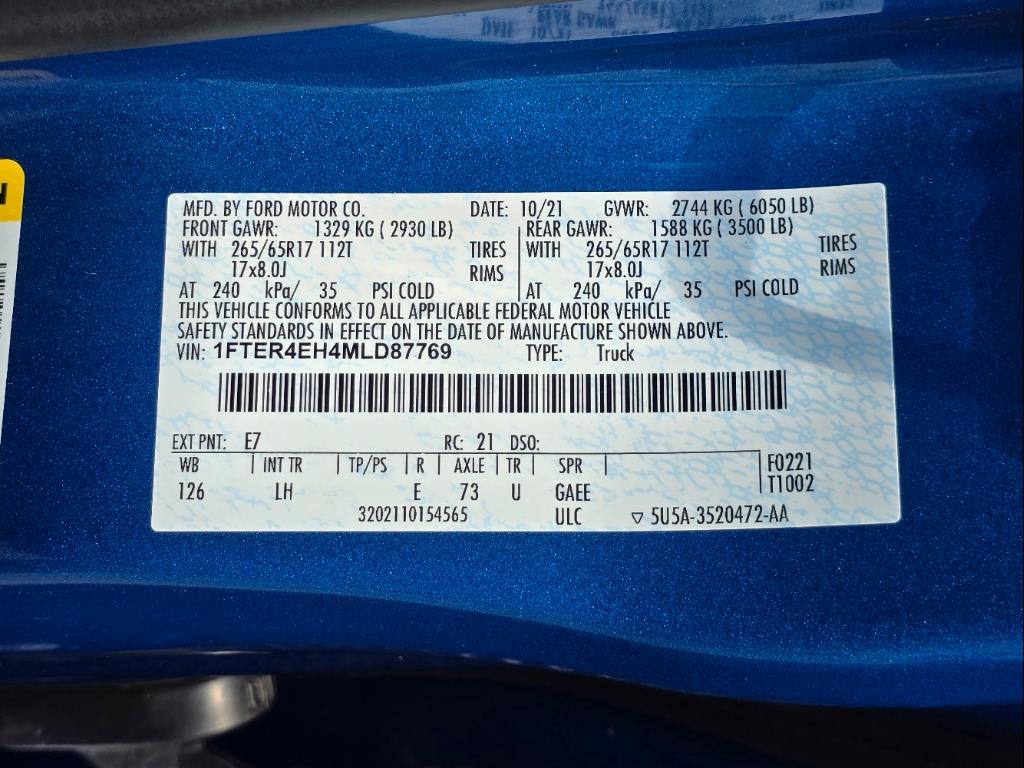 MFD. BY FORD MOTOR CO. DATE: 10/21 GVWR: 2744 KG ( 6050 LB)
FRONT GAWR: 1329 KG ( 2930 LB) REAR GAWR: 1588 KG ( 3500 LB)
WITH 265/65R17 112T TIRES WITH 265/65R17 112T TIRES
17x8.0J RIMS 17x8.0J RIMS
AT 240 kPa/ 35 PSI COLD AT 240 kPa/ 35 PSI COLD
THIS VEHICLE CONFORMS TO ALL APPLICABLE FEDERAL MOTOR VEHICLE
SAFETY STANDARDS IN EFFECT ON THE DATE OF MANUFACTURE SHOWN ABOVE.
VIN: 1FTER4EH4MLD87769 TYPE: Truck
EXT PNT: E7 RC: 21 DSO:
WB INT TR TP/PS R AXLE TR SPR F0221
126 LH E 73 U GAEE T1002
3202110154565 ULC ▽ 5U5A-3520472-AA